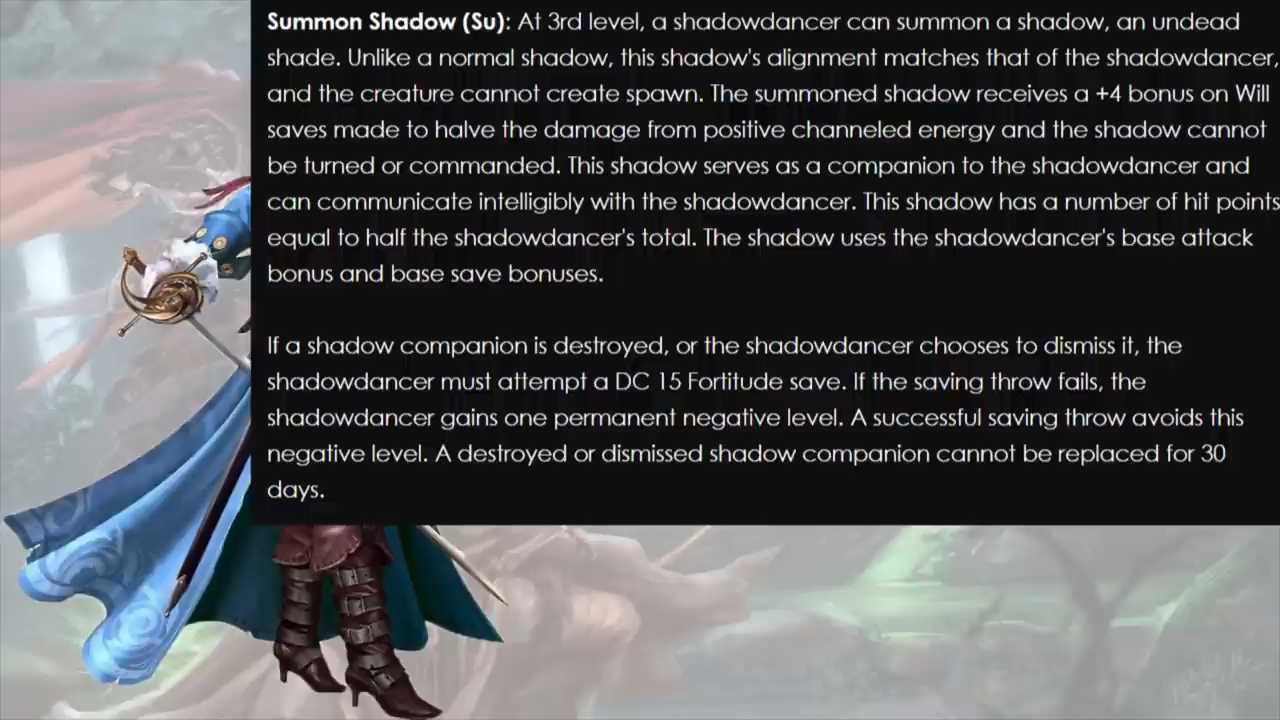 Summon Shadow (Su): At 3rd level, a shadowdancer can summon a shadow, an undead
shade. Unlike a normal shadow, this shadow's alignment matches that of the shadowdancer,
and the creature cannot create spawn. The summoned shadow receives a +4 bonus on Will
saves made to halve the damage from positive channeled energy and the shadow cannot
be turned or commanded. This shadow serves as a companion to the shadowdancer and
can communicate intelligibly with the shadowdancer. This shadow has a number of hit points
equal to half the shadowdancer's total. The shadow uses the shadowdancer's base attack
bonus and base save bonuses.
If a shadow companion is destroyed, or the shadowdancer chooses to dismiss it, the
shadowdancer must attempt a DC 15 Fortitude save. If the saving throw fails, the
shadowdancer gains one permanent negative level. A successful saving throw avoids this
negative level. A destroyed or dismissed shadow companion cannot be replaced for 30
days.